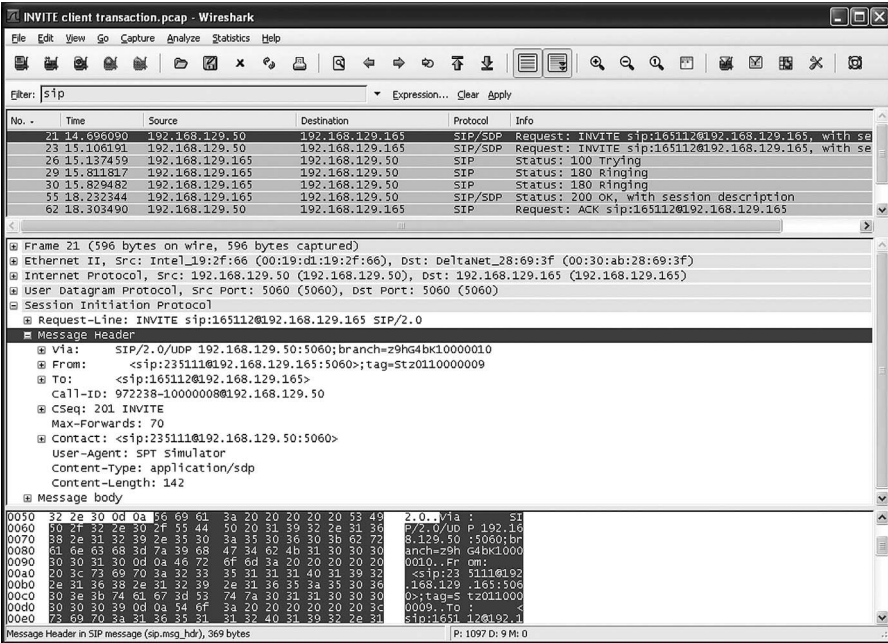 INVITE client transaction.pcap - Wireshark
File Edit View Go Capture Analyze Statistics Help
Filter: sip Expression... Clear Apply
No. - Time Source Destination Protocol Info
21 14.696090 192.168.129.50 192.168.129.165 SIP/SDP Request: INVITE sip:165112@192.168.129.165, with se
23 15.106191 192.168.129.50 192.168.129.165 SIP/SDP Request: INVITE sip:165112@192.168.129.165, with se
26 15.137459 192.168.129.165 192.168.129.50 SIP Status: 100 Trying
29 15.811817 192.168.129.165 192.168.129.50 SIP Status: 180 Ringing
30 15.829482 192.168.129.165 192.168.129.50 SIP Status: 180 Ringing
55 18.232344 192.168.129.165 192.168.129.50 SIP/SDP Status: 200 OK, with session description
62 18.303490 192.168.129.50 192.168.129.165 SIP Request: ACK sip:165112@192.168.129.165
Frame 21 (596 bytes on wire, 596 bytes captured)
Ethernet II, Src: Intel_19:2f:66 (00:19:d1:19:2f:66), Dst: DeltaNet_28:69:3f (00:30:ab:28:69:3f)
Internet Protocol, Src: 192.168.129.50 (192.168.129.50), Dst: 192.168.129.165 (192.168.129.165)
User Datagram Protocol, Src Port: 5060 (5060), Dst Port: 5060 (5060)
Session Initiation Protocol
Request-Line: INVITE sip:165112@192.168.129.165 SIP/2.0
Message Header
Via: SIP/2.0/UDP 192.168.129.50:5060;branch=z9hG4bK10000010
From: <sip:235111@192.168.129.165:5060>;tag=Stz0110000009
To: <sip:165112@192.168.129.165>
Call-ID: 972238-10000008@192.168.129.50
CSeq: 201 INVITE
Max-Forwards: 70
Contact: <sip:235111@192.168.129.50:5060>
User-Agent: SPT Simulator
Content-Type: application/sdp
Content-Length: 142
Message body
0050 32 2e 30 0d 0a 56 69 61 3a 20 20 20 20 20 53 49 2.0..Via : SI
0060 50 2f 32 2e 30 2f 55 44 50 20 31 39 32 2e 31 36 P/2.0/UD P 192.16
0070 38 2e 31 32 39 2e 35 30 3a 35 30 36 30 3b 62 72 8.129.50 :5060;br
0080 61 6e 63 68 3d 7a 39 68 47 34 62 4b 31 30 30 30 anch=z9h G4bK1000
0090 30 30 31 30 0d 0a 46 72 6f 6d 3a 20 20 20 20 20 0010..Fr om:
00a0 20 3c 73 69 70 3a 32 33 35 31 31 31 40 31 39 32 <sip:23 5111@192
00b0 2e 31 36 38 2e 31 32 39 2e 31 36 35 3a 35 30 36 .168.129 .165:506
00c0 30 3e 3b 74 61 67 3d 53 74 7a 30 31 31 30 30 30 0>;tag=S tz011000
00d0 30 30 30 39 0d 0a 54 6f 3a 20 20 20 20 20 20 3c 0009..To : <
00e0 73 69 70 3a 31 36 35 31 31 32 40 31 39 32 2e 31 sip:1651 12@192.1
Message Header in SIP message (sip.msg_hdr), 369 bytes P: 1097 D: 9 M: 0